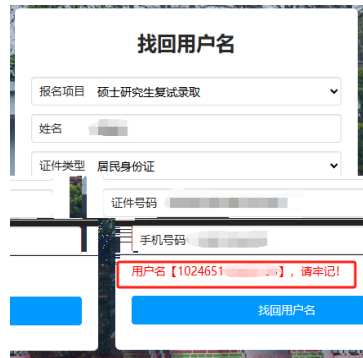 找回用户名
报名项目 硕士研究生复试录取
姓名
证件类型 居民身份证
证件号码
手机号码
用户名【1024651 】，请牢记!
找回用户名